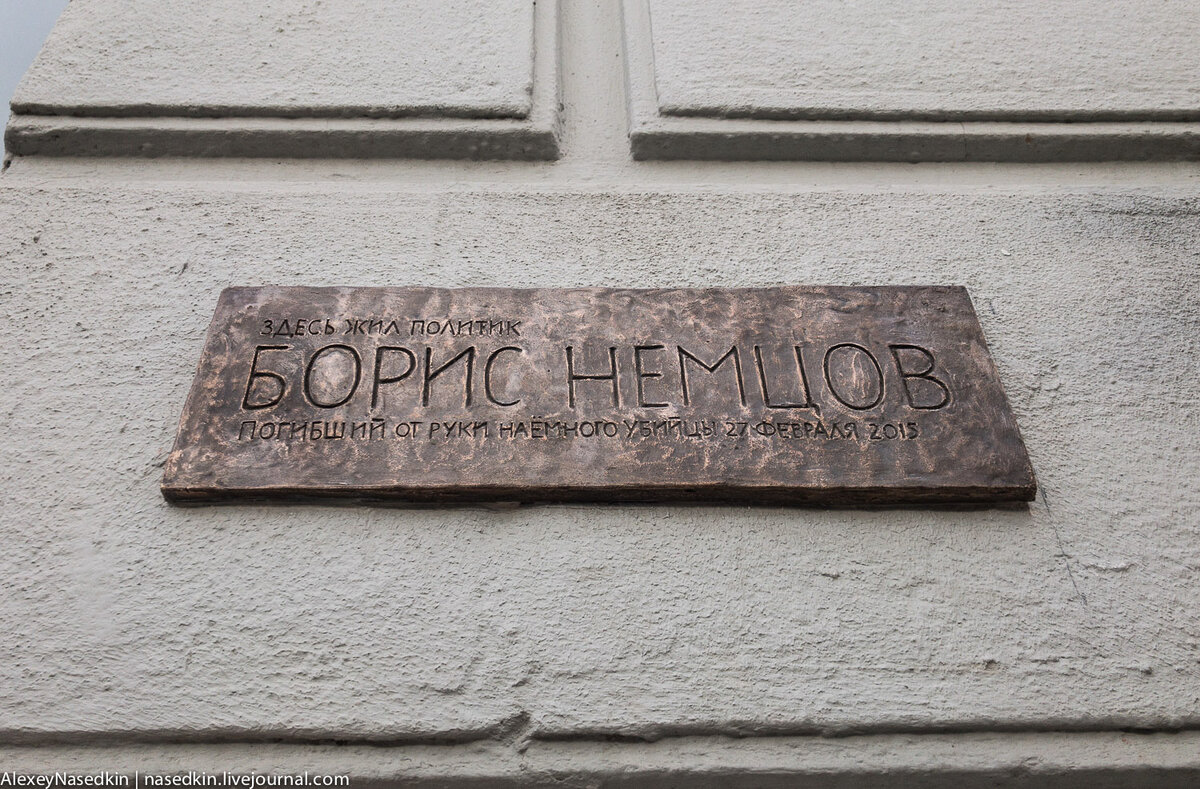 ЗДЕСЬ ЖИЛ ПОЛИТИК
БОРИС НЕМЦОВ
ПОГИБШИЙ ОТ РУКИ НАЁМНОГО УБИЙЦЫ 27 ФЕВРАЛЯ 2015
AlexeyNasedkin | nasedkin.livejournal.com